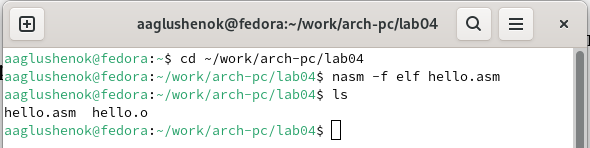 aaglushenok@fedora:~/work/arch-pc/lab04
aaglushenok@fedora:~$ cd ~/work/arch-pc/lab04
aaglushenok@fedora:~/work/arch-pc/lab04$ nasm -f elf hello.asm
aaglushenok@fedora:~/work/arch-pc/lab04$ ls
hello.asm  hello.o
aaglushenok@fedora:~/work/arch-pc/lab04$